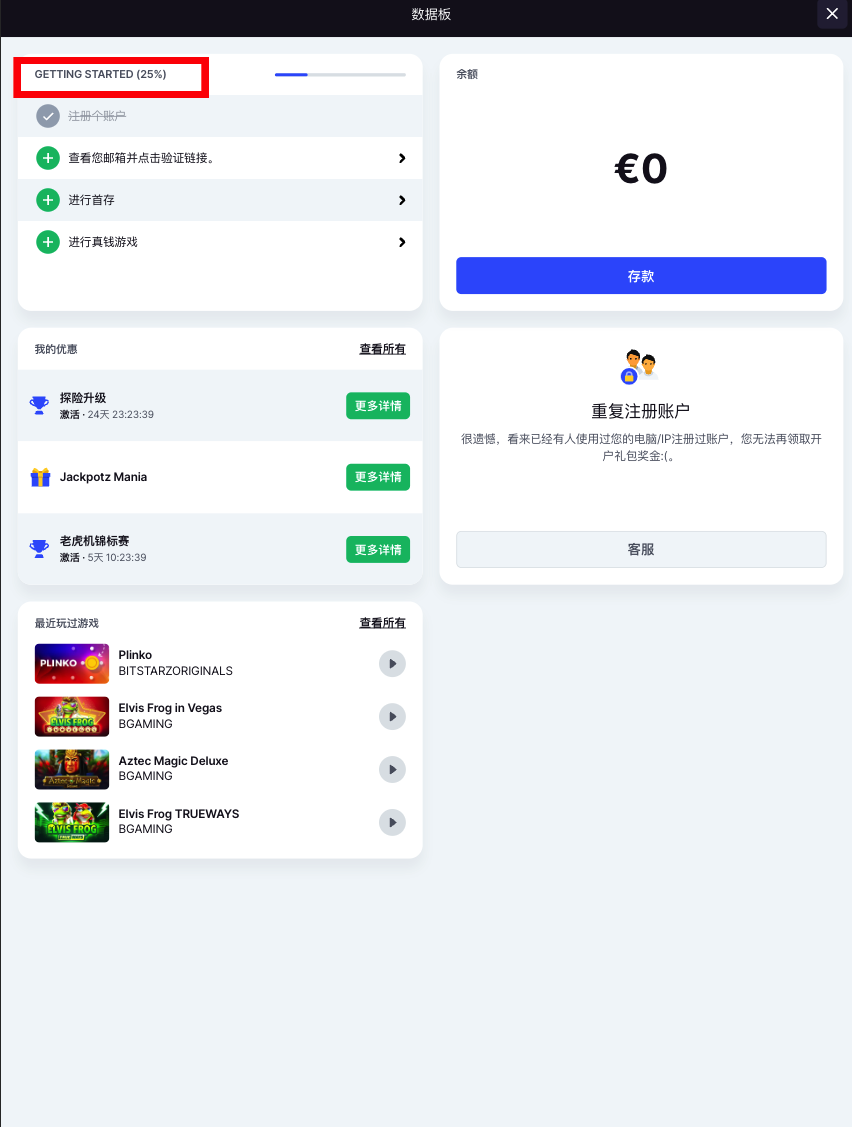 数据板
GETTING STARTED (25%)
注册个账户
查看您邮箱并点击验证链接。
进行首存
进行真钱游戏
余额
€0
存款
我的优惠
查看所有
探险升级
激活 · 24天 23:23:39
更多详情
Jackpotz Mania
更多详情
老虎机锦标赛
激活 · 5天 10:23:39
更多详情
重复注册账户
很遗憾，看来已经有人使用过您的电脑/IP注册过账户，您无法再领取开
户礼包奖金:(。
客服
最近玩过游戏
查看所有
PLINKO
Plinko
BITSTARZORIGINALS
ELVIS FROG
Elvis Frog in Vegas
BGAMING
Aztec Magic
Aztec Magic Deluxe
BGAMING
ELVIS FROG
Elvis Frog TRUEWAYS
BGAMING